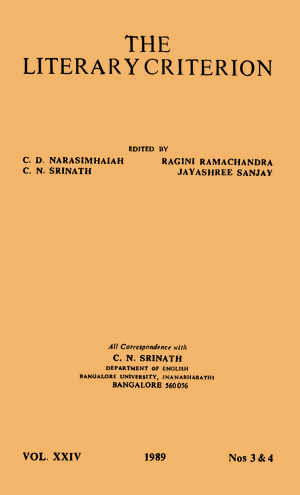 THE
LITERARY CRITERION
EDITED BY
C. D. NARASIMHAIAH RAGINI RAMACHANDRA
C. N. SRINATH JAYASHREE SANJAY
All Correspondence with
C. N. SRINATH
DEPARTMENT OF ENGLISH
BANGALORE UNIVERSITY, JNANABHARATHI
BANGALORE 560056
VOL. XXIV 1989 Nos 3 & 4